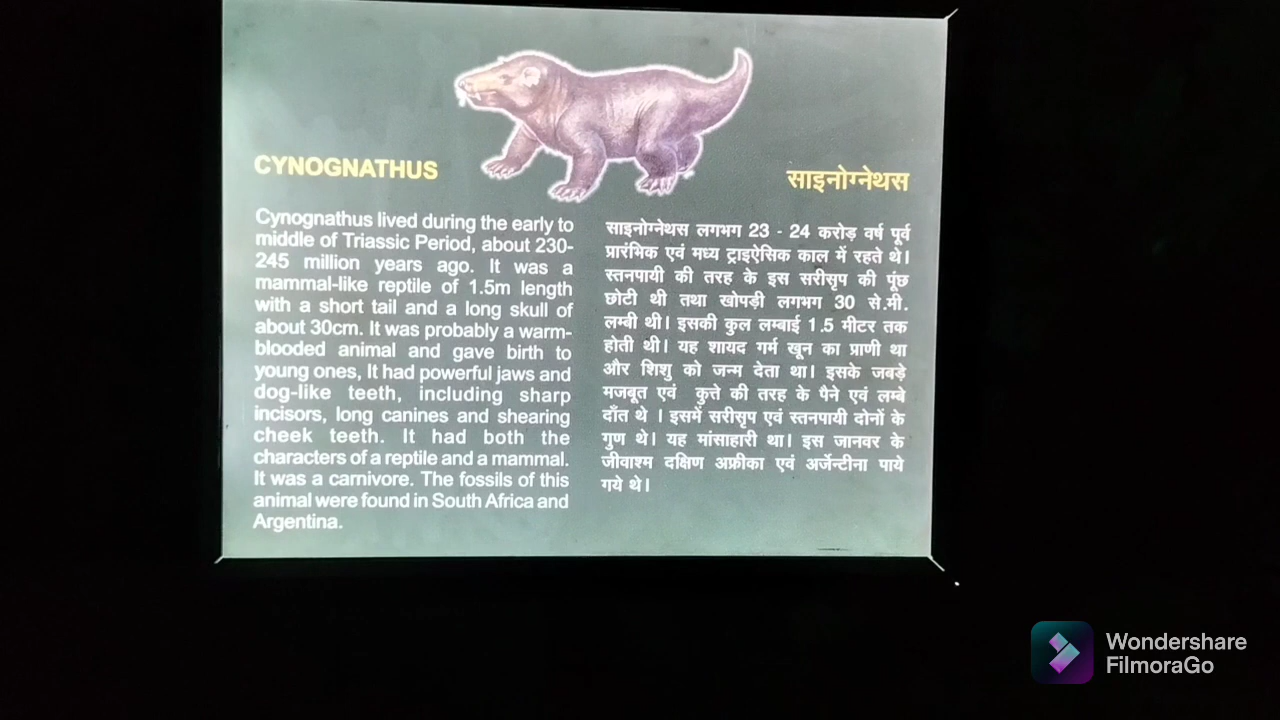 CYNOGNATHUS
Cynognathus lived during the early to
middle of Triassic Period, about 230-
245 million years ago. It was a
mammal-like reptile of 1.5m length
with a short tail and a long skull of
about 30cm. It was probably a warm-
blooded animal and gave birth to
young ones, It had powerful jaws and
dog-like teeth, including sharp
incisors, long canines and shearing
cheek teeth. It had both the
characters of a reptile and a mammal.
It was a carnivore. The fossils of this
animal were found in South Africa and
Argentina.
साइनोग्नेथस
साइनोग्नेथस लगभग 23 - 24 करोड़ वर्ष पूर्व
प्रारंभिक एवं मध्य ट्राइऐसिक काल में रहते थे।
स्तनपायी की तरह के इस सरीसृप की पूंछ
छोटी थी तथा खोपड़ी लगभग 30 से.मी.
लम्बी थी। इसकी कुल लम्बाई 1.5 मीटर तक
होती थी। यह शायद गर्म खून का प्राणी था
और शिशु को जन्म देता था। इसके जबड़े
मजबूत एवं कुत्ते की तरह के पैने एवं लम्बे
दाँत थे । इसमें सरीसृप एवं स्तनपायी दोनों के
गुण थे। यह मांसाहारी था। इस जानवर के
जीवाश्म दक्षिण अफ्रीका एवं अर्जेन्टीना पाये
गये थे।
Wondershare
FilmoraGo